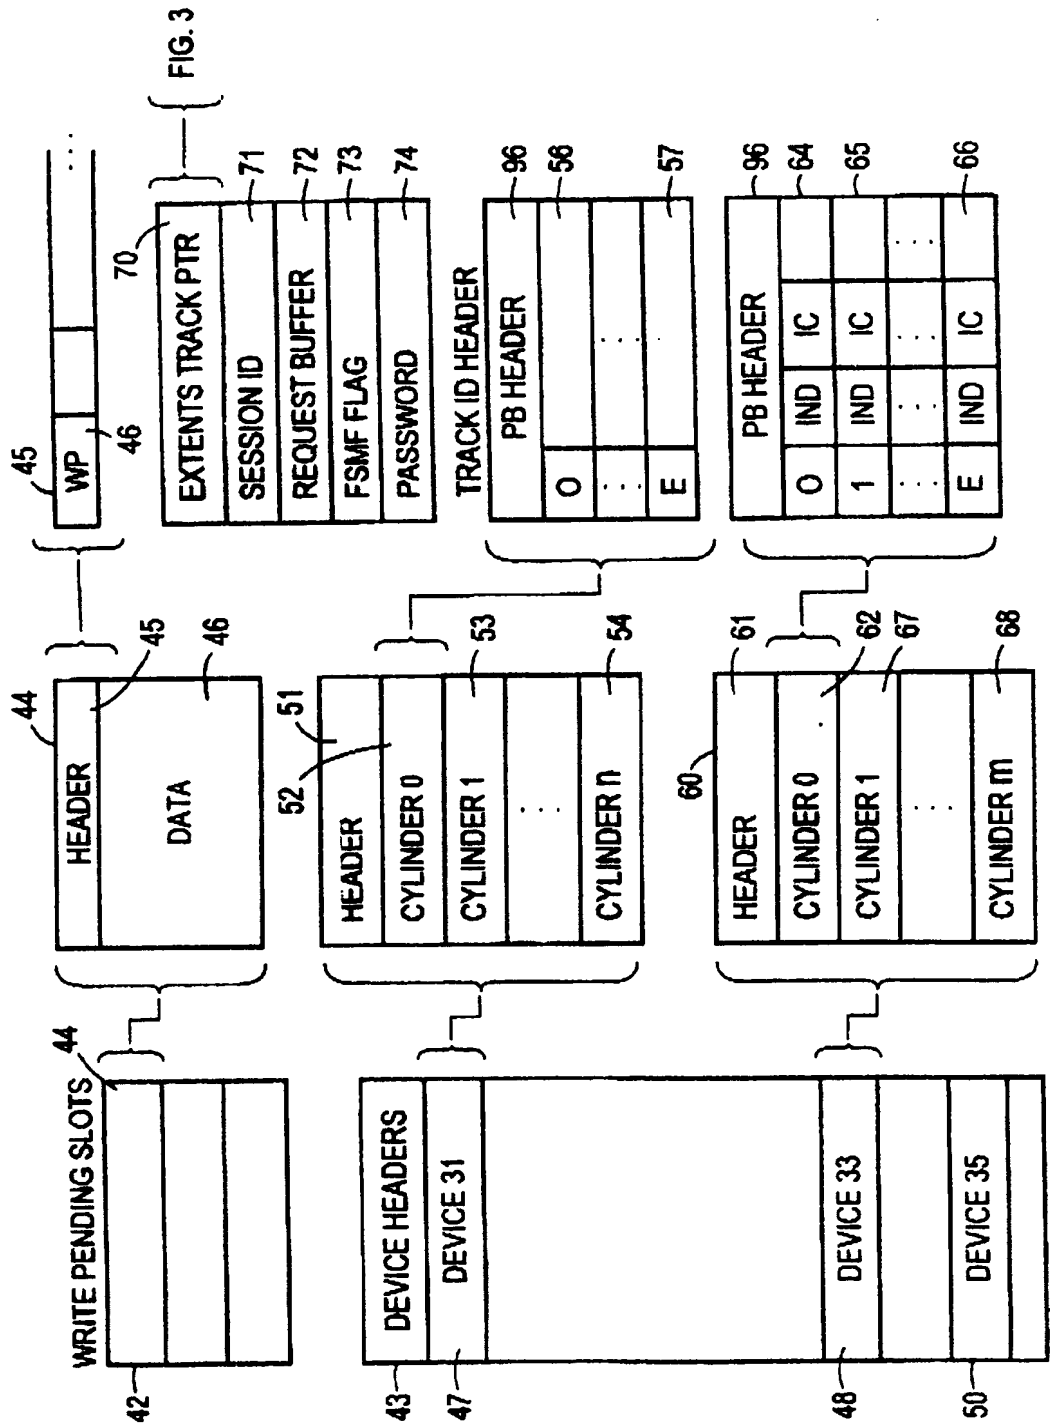 FIG. 3
WRITE PENDING SLOTS
42
44
44
HEADER
45
DATA
46
45
WP
46
...
DEVICE HEADERS
43
DEVICE 31
47
DEVICE 33
48
DEVICE 35
50
HEADER
51
52
CYLINDER 0
CYLINDER 1
53
...
CYLINDER n
54
60
HEADER
61
CYLINDER 0
62
CYLINDER 1
67
...
CYLINDER m
68
70
EXTENTS TRACK PTR
SESSION ID
71
REQUEST BUFFER
72
FSMF FLAG
73
PASSWORD
74
TRACK ID HEADER
PB HEADER
96
0
56
... ...
E
57
PB HEADER
96
0 IND IC
64
1 IND IC
65
... ... ... ...
E IND IC
66